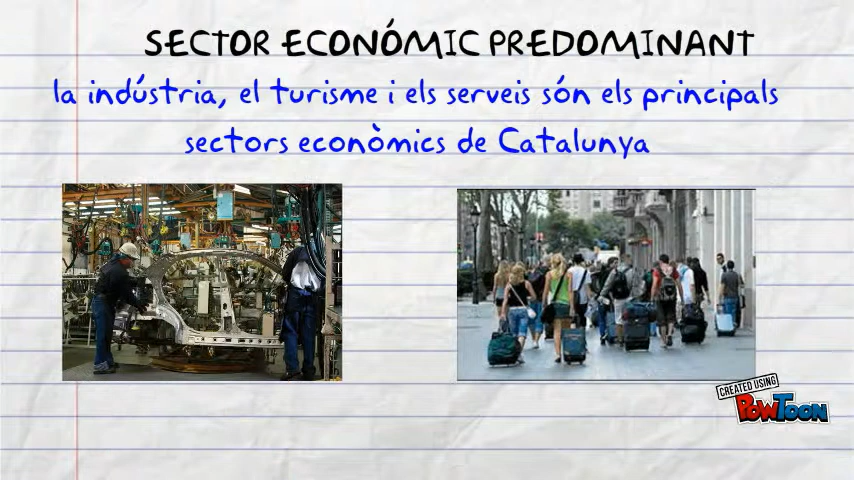 SECTOR ECONÓMIC PREDOMINANT
la indústria, el turisme i els serveis són els principals
sectors econòmics de Catalunya
CREATED USING
POWTOON